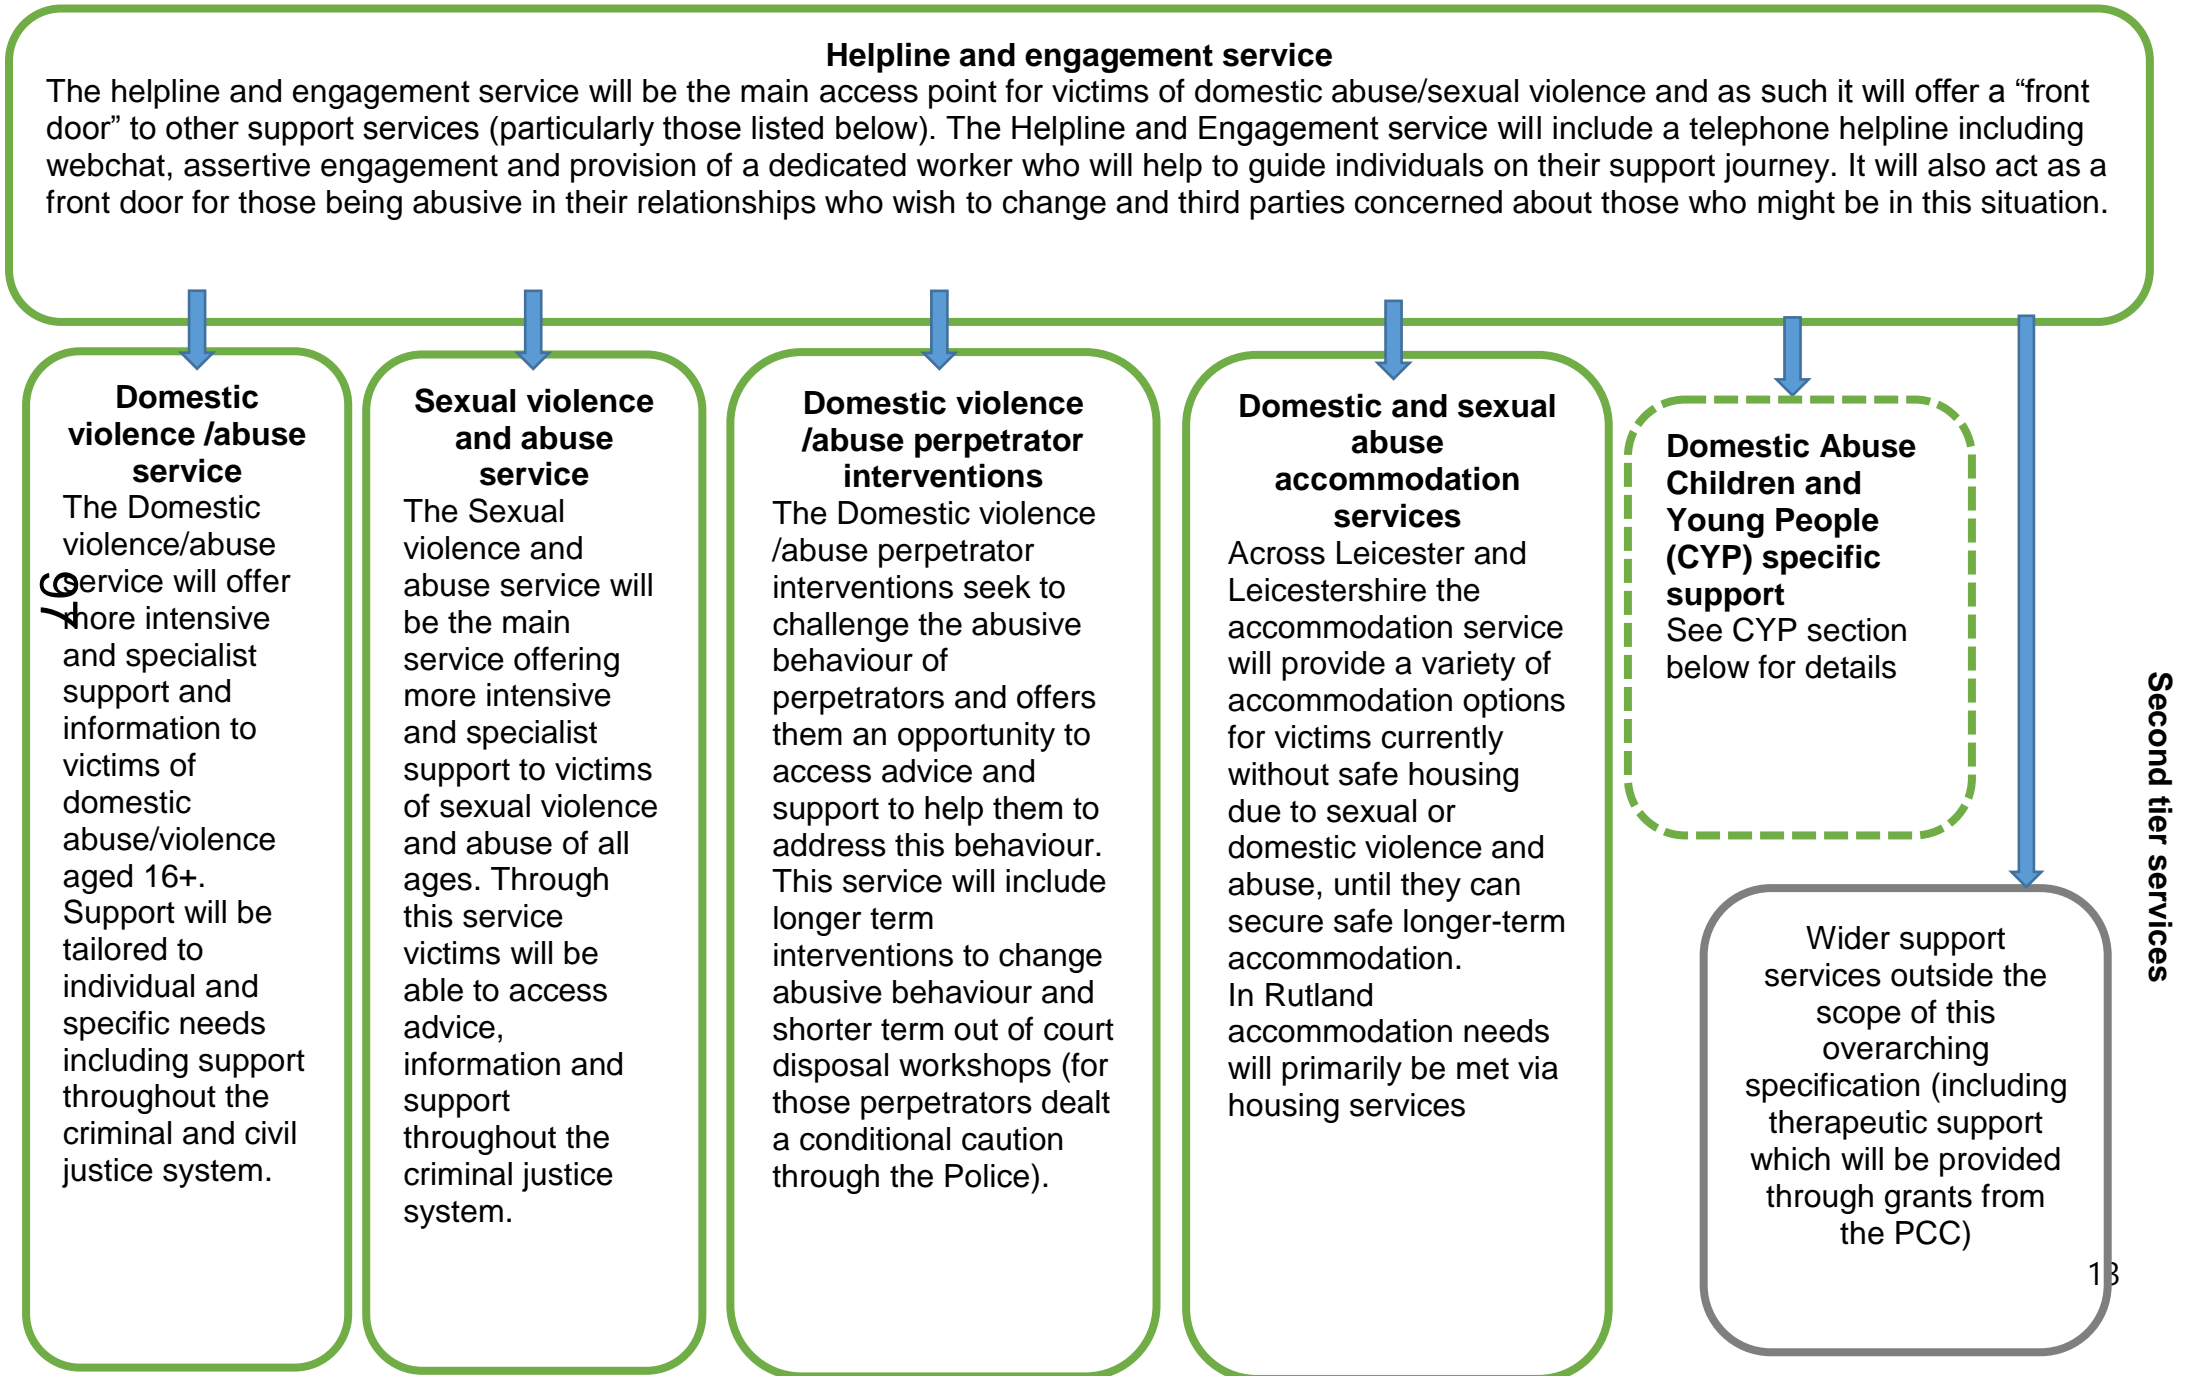 Helpline and engagement service
The helpline and engagement service will be the main access point for victims of domestic abuse/sexual violence and as such it will offer a “front
door” to other support services (particularly those listed below). The Helpline and Engagement service will include a telephone helpline including
webchat, assertive engagement and provision of a dedicated worker who will help to guide individuals on their support journey. It will also act as a
front door for those being abusive in their relationships who wish to change and third parties concerned about those who might be in this situation.
Domestic
violence /abuse
service
The Domestic
violence/abuse
service will offer
more intensive
and specialist
support and
information to
victims of
domestic
abuse/violence
aged 16+.
Support will be
tailored to
individual and
specific needs
including support
throughout the
criminal and civil
justice system.
97
Sexual violence
and abuse
service
The Sexual
violence and
abuse service will
be the main
service offering
more intensive
and specialist
support to victims
of sexual violence
and abuse of all
ages. Through
this service
victims will be
able to access
advice,
information and
support
throughout the
criminal justice
system.
Domestic violence
/abuse perpetrator
interventions
The Domestic violence
/abuse perpetrator
interventions seek to
challenge the abusive
behaviour of
perpetrators and offers
them an opportunity to
access advice and
support to help them to
address this behaviour.
This service will include
longer term
interventions to change
abusive behaviour and
shorter term out of court
disposal workshops (for
those perpetrators dealt
a conditional caution
through the Police).
Domestic and sexual
abuse
accommodation
services
Across Leicester and
Leicestershire the
accommodation service
will provide a variety of
accommodation options
for victims currently
without safe housing
due to sexual or
domestic violence and
abuse, until they can
secure safe longer-term
accommodation.
In Rutland
accommodation needs
will primarily be met via
housing services
Domestic Abuse
Children and
Young People
(CYP) specific
support
See CYP section
below for details
Wider support
services outside the
scope of this
overarching
specification (including
therapeutic support
which will be provided
through grants from
the PCC)
Second tier services
13